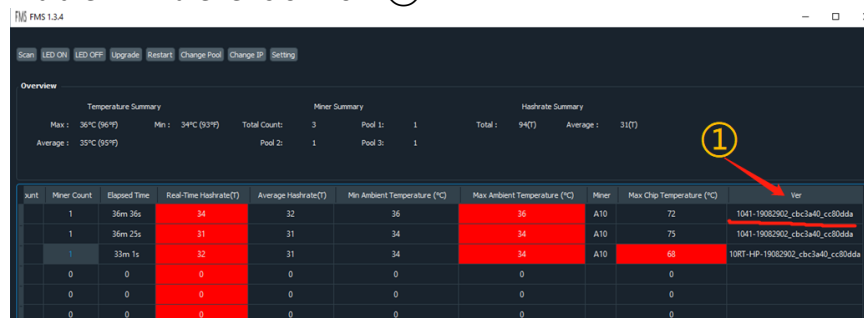 FMS FMS 1.3.4
Scan LED ON LED OFF Upgrade Restart Change Pool Change IP Setting
Overview
Temperature Summary Miner Summary Hashrate Summary
Max : 36°C (96°F) Min : 34°C (93°F) Total Count: 3 Pool 1: 1 Total : 94(T) Average : 31(T)
Average : 35°C (95°F) Pool 2: 1 Pool 3: 1
①
ount Miner Count Elapsed Time Real-Time Hashrate(T) Average Hashrate(T) Min Ambient Temperature (°C) Max Ambient Temperature (°C) Miner Max Chip Temperature (°C) Ver
1 36m 36s 34 32 36 36 A10 72 1041-19082902_cbc3a40_cc80dda
1 36m 25s 31 31 34 34 A10 75 1041-19082902_cbc3a40_cc80dda
1 33m 1s 32 31 34 34 A10 68 10RT-HP-19082902_cbc3a40_cc80dda
0 0 0 0 0 0 0
0 0 0 0 0 0 0
0 0 0 0 0 0 0